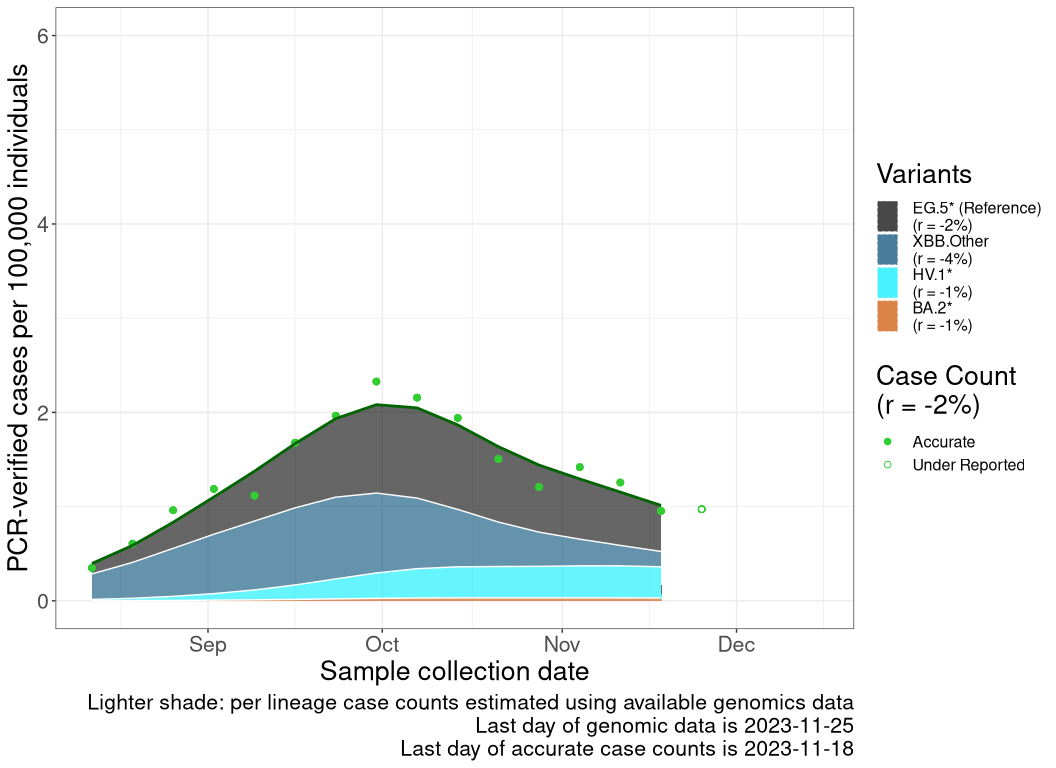 PCR-verified cases per 100,000 individuals
6
4
2
0
Sep
Oct
Nov
Dec
Sample collection date
Lighter shade: per lineage case counts estimated using available genomics data
Last day of genomic data is 2023-11-25
Last day of accurate case counts is 2023-11-18
Variants
EG.5* (Reference)
(r = -2%)
XBB.Other
(r = -4%)
HV.1*
(r = -1%)
BA.2*
(r = -1%)
Case Count
(r = -2%)
Accurate
Under Reported